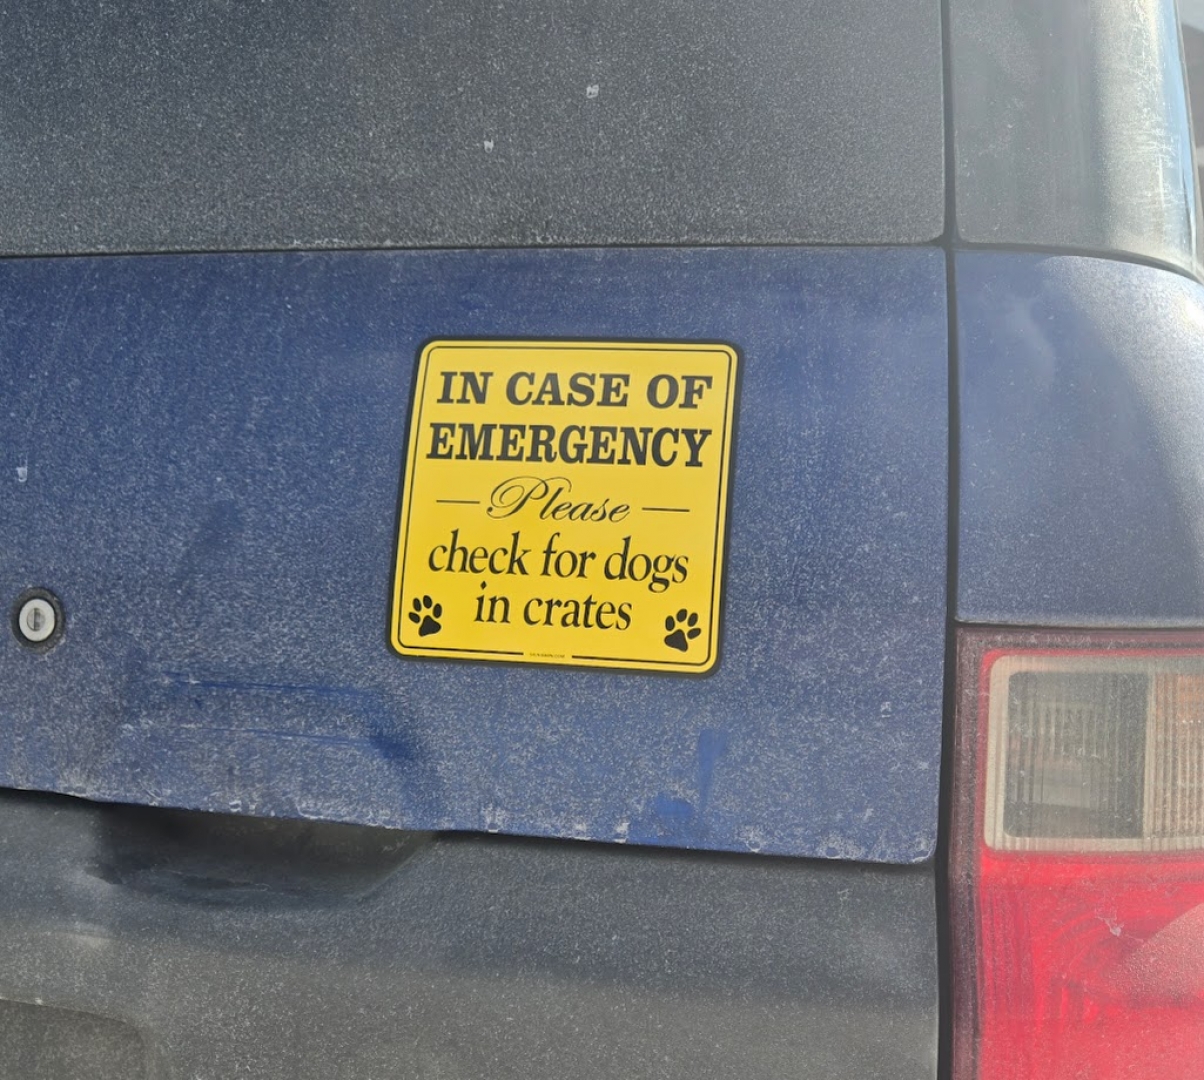 IN CASE OF
EMERGENCY
Please
check for dogs
in crates